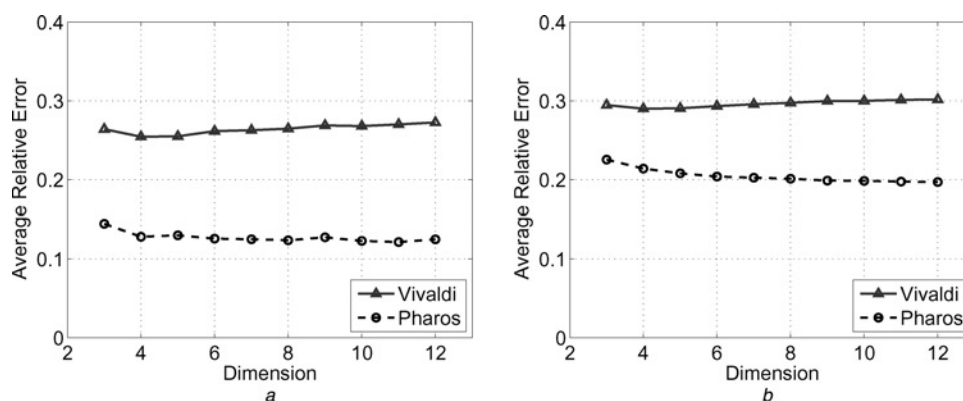 0.4
0.3
0.2
0.1
0
Average Relative Error
2 4 6 8 10 12
Dimension
Vivaldi
Pharos
a
0.4
0.3
0.2
0.1
0
Average Relative Error
2 4 6 8 10 12
Dimension
Vivaldi
Pharos
b